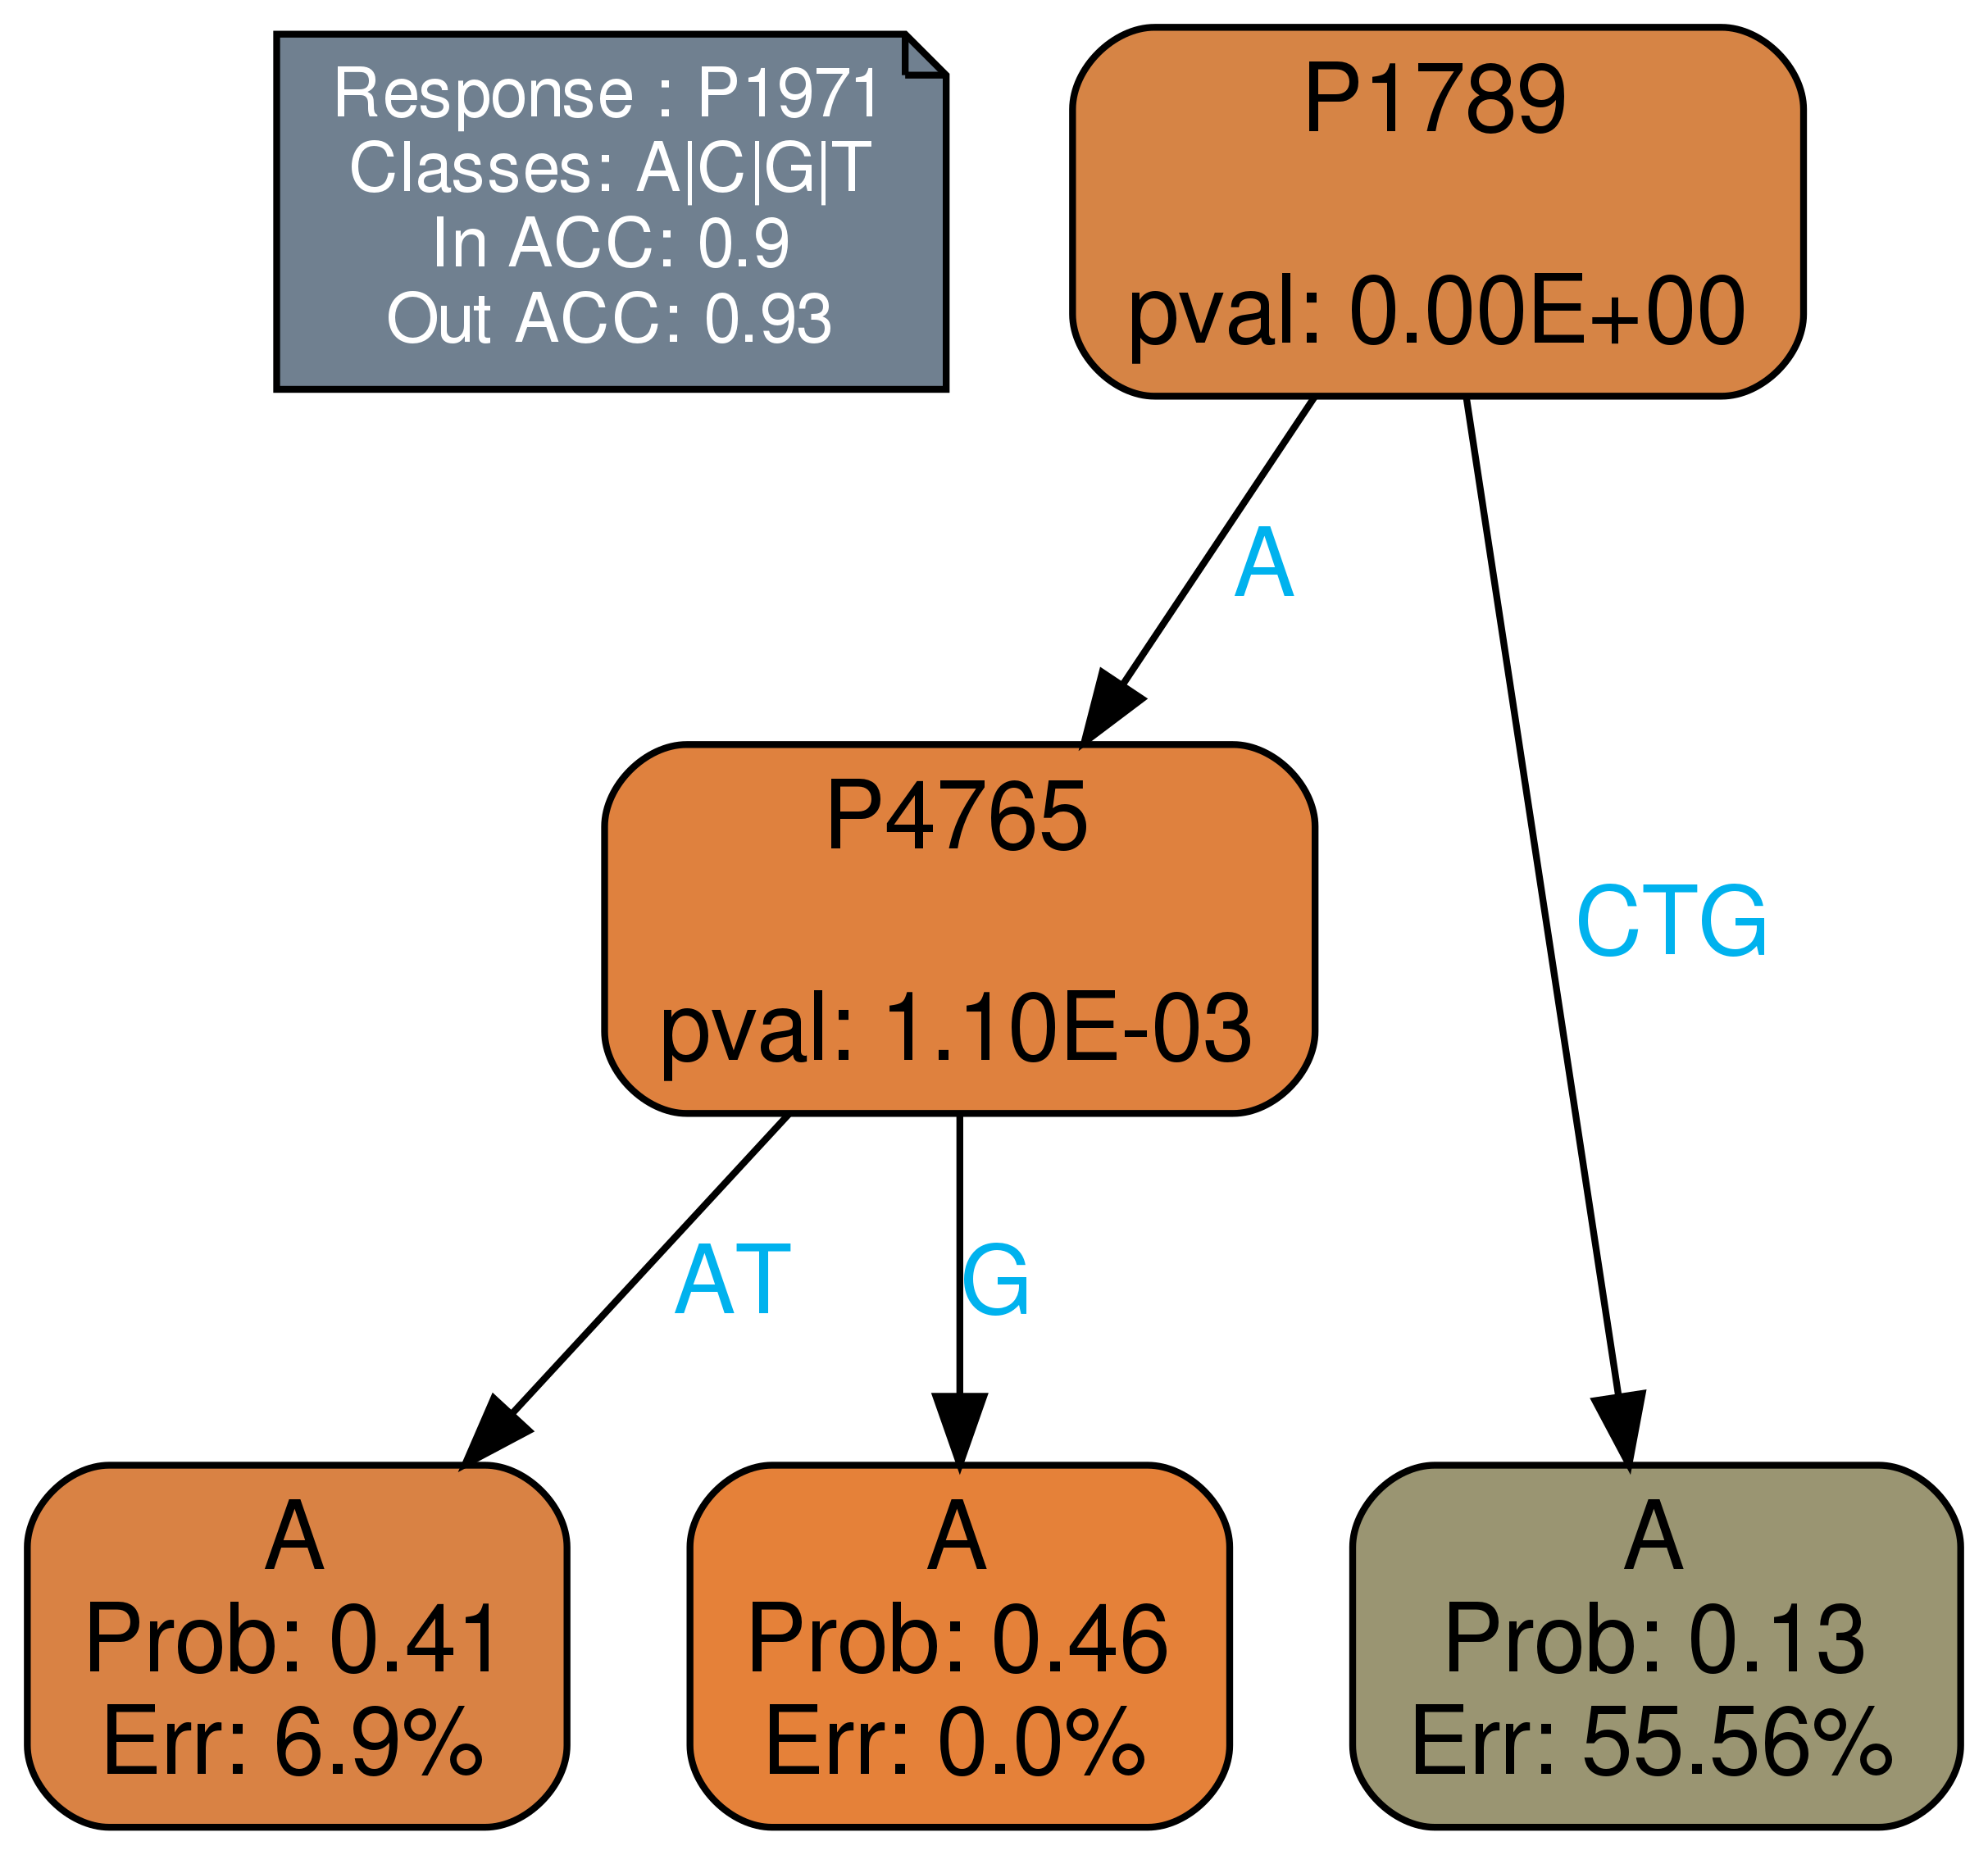 Response : P1971
Classes: A|C|G|T
In ACC: 0.9
Out ACC: 0.93
P1789
pval: 0.00E+00
A
CTG
P4765
pval: 1.10E-03
AT
G
A
Prob: 0.41
Err: 6.9%
A
Prob: 0.46
Err: 0.0%
A
Prob: 0.13
Err: 55.56%